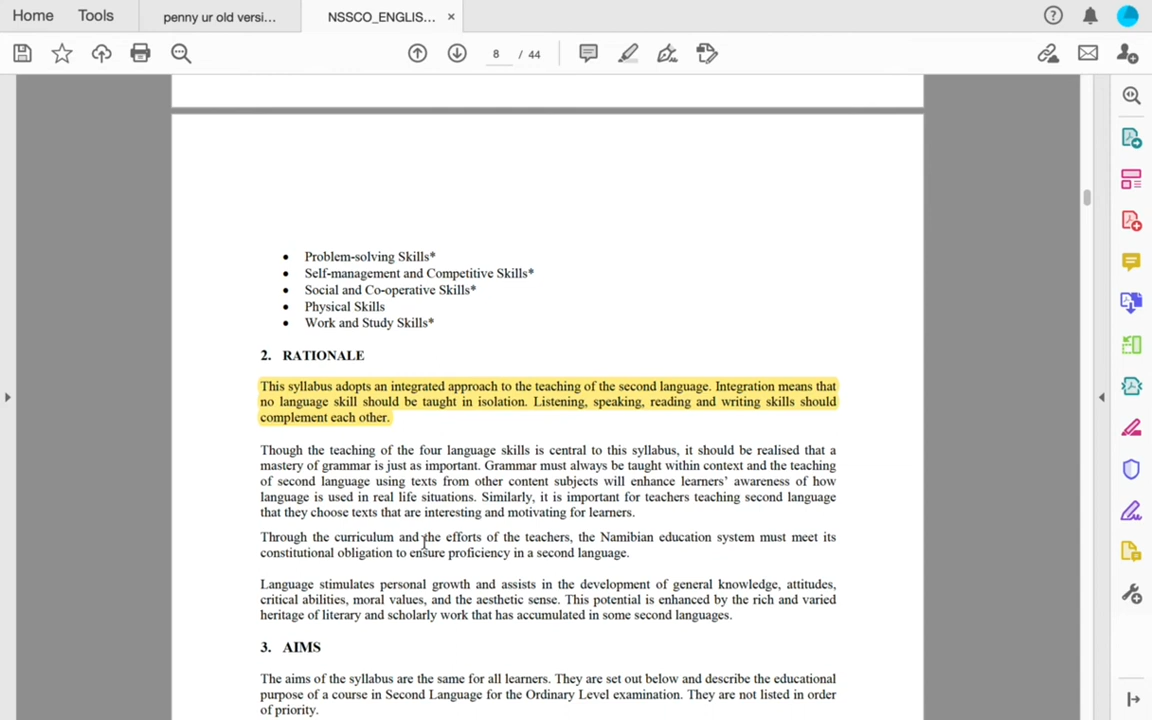 Home Tools penny ur old versi... NSSCO_ENGLIS... ×
8 / 44
• Problem-solving Skills*
• Self-management and Competitive Skills*
• Social and Co-operative Skills*
• Physical Skills
• Work and Study Skills*
2. RATIONALE
This syllabus adopts an integrated approach to the teaching of the second language. Integration means that
no language skill should be taught in isolation. Listening, speaking, reading and writing skills should
complement each other.
Though the teaching of the four language skills is central to this syllabus, it should be realised that a
mastery of grammar is just as important. Grammar must always be taught within context and the teaching
of second language using texts from other content subjects will enhance learners’ awareness of how
language is used in real life situations. Similarly, it is important for teachers teaching second language
that they choose texts that are interesting and motivating for learners.
Through the curriculum and the efforts of the teachers, the Namibian education system must meet its
constitutional obligation to ensure proficiency in a second language.
Language stimulates personal growth and assists in the development of general knowledge, attitudes,
critical abilities, moral values, and the aesthetic sense. This potential is enhanced by the rich and varied
heritage of literary and scholarly work that has accumulated in some second languages.
3. AIMS
The aims of the syllabus are the same for all learners. They are set out below and describe the educational
purpose of a course in Second Language for the Ordinary Level examination. They are not listed in order
of priority.